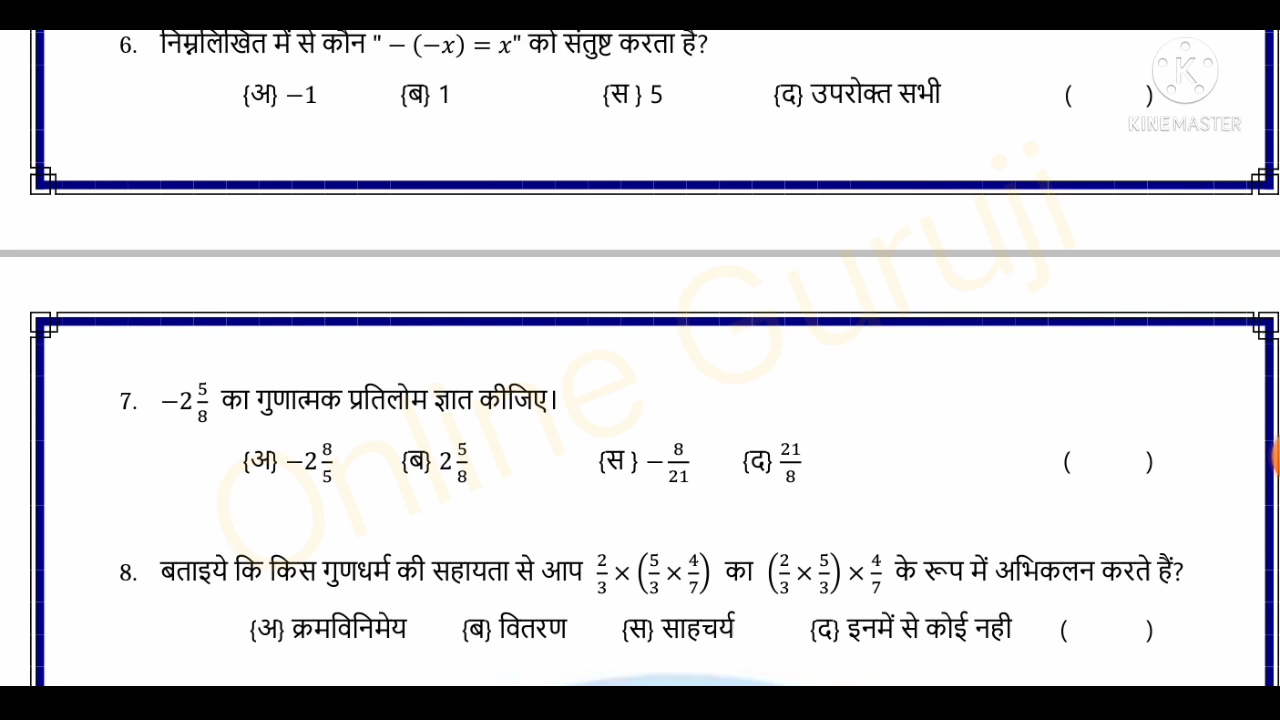 6. निम्नलिखित में से कौन " − (−x) = x" को संतुष्ट करता है?
{अ} −1 {ब} 1 {स } 5 {द} उपरोक्त सभी ( )
KINEMASTER
Online Guruji
7. −2 5/8 का गुणात्मक प्रतिलोम ज्ञात कीजिए।
{अ} −2 8/5 {ब} 2 5/8 {स } − 8/21 {द} 21/8 ( )
8. बताइये कि किस गुणधर्म की सहायता से आप 2/3 × (5/3 × 4/7) का (2/3 × 5/3) × 4/7 के रूप में अभिकलन करते हैं?
{अ} क्रमविनिमेय {ब} वितरण {स} साहचर्य {द} इनमें से कोई नही ( )